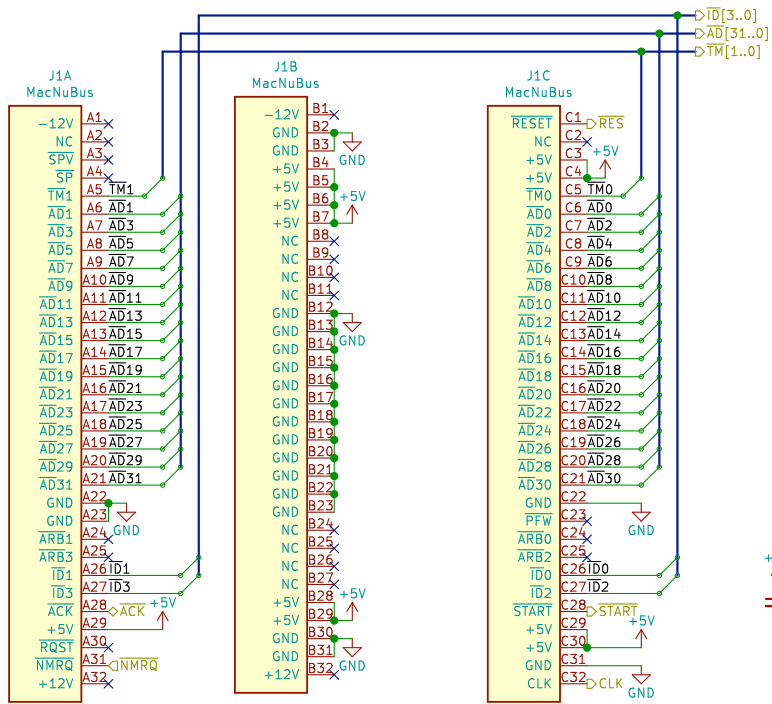 ID[3..0]
AD[31..0]
TM[1..0]
J1A
MacNuBus
-12V A1
NC A2
SPV A3
SP A4
TM1 A5 TM1
AD1 A6 AD1
AD3 A7 AD3
AD5 A8 AD5
AD7 A9 AD7
AD9 A10 AD9
AD11 A11 AD11
AD13 A12 AD13
AD15 A13 AD15
AD17 A14 AD17
AD19 A15 AD19
AD21 A16 AD21
AD23 A17 AD23
AD25 A18 AD25
AD27 A19 AD27
AD29 A20 AD29
AD31 A21 AD31
GND A22
GND A23
GND
ARB1 A24
ARB3 A25
ID1 A26 ID1
ID3 A27 ID3
ACK A28 ACK
+5V
+5V A29
RQST A30
NMRQ A31 NMRQ
+12V A32
J1B
MacNuBus
-12V B1
GND B2
GND B3
GND
+5V B4
+5V B5
+5V B6
+5V
+5V B7
NC B8
NC B9
NC B10
NC B11
GND B12
GND B13
GND
GND B14
GND B15
GND B16
GND B17
GND B18
GND B19
GND B20
GND B21
GND B22
GND B23
NC B24
NC B25
NC B26
NC B27
+5V B28
+5V
+5V B29
GND B30
GND B31
GND
+12V B32
J1C
MacNuBus
RESET C1 RES
NC C2
+5V C3
+5V
+5V C4
TM0 C5 TM0
AD0 C6 AD0
AD2 C7 AD2
AD4 C8 AD4
AD6 C9 AD6
AD8 C10 AD8
AD10 C11 AD10
AD12 C12 AD12
AD14 C13 AD14
AD16 C14 AD16
AD18 C15 AD18
AD20 C16 AD20
AD22 C17 AD22
AD24 C18 AD24
AD26 C19 AD26
AD28 C20 AD28
AD30 C21 AD30
GND C22
PFW C23
GND
ARB0 C24
ARB2 C25
ID0 C26 ID0
ID2 C27 ID2
START C28 START
+5V C29
+5V
+5V C30
GND C31
GND
CLK C32 CLK